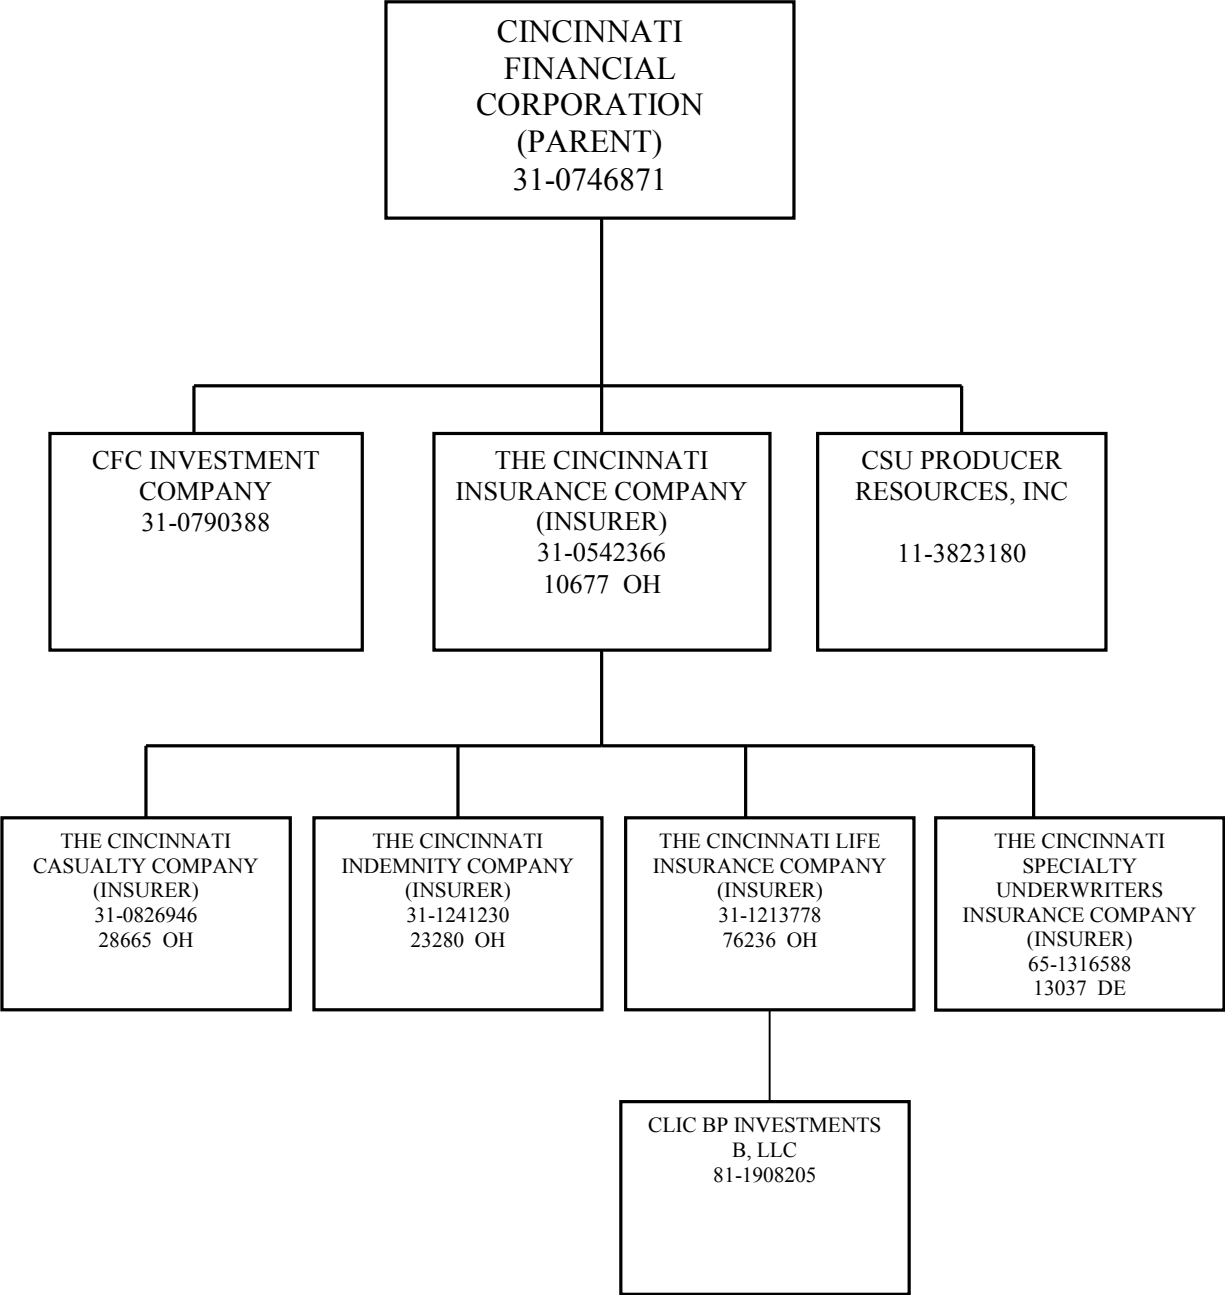 CINCINNATI
FINANCIAL
CORPORATION
(PARENT)
31-0746871
CFC INVESTMENT
COMPANY
31-0790388
THE CINCINNATI
INSURANCE COMPANY
(INSURER)
31-0542366
10677 OH
CSU PRODUCER
RESOURCES, INC
11-3823180
THE CINCINNATI
CASUALTY COMPANY
(INSURER)
31-0826946
28665 OH
THE CINCINNATI
INDEMNITY COMPANY
(INSURER)
31-1241230
23280 OH
THE CINCINNATI LIFE
INSURANCE COMPANY
(INSURER)
31-1213778
76236 OH
THE CINCINNATI
SPECIALTY
UNDERWRITERS
INSURANCE COMPANY
(INSURER)
65-1316588
13037 DE
CLIC BP INVESTMENTS
B, LLC
81-1908205